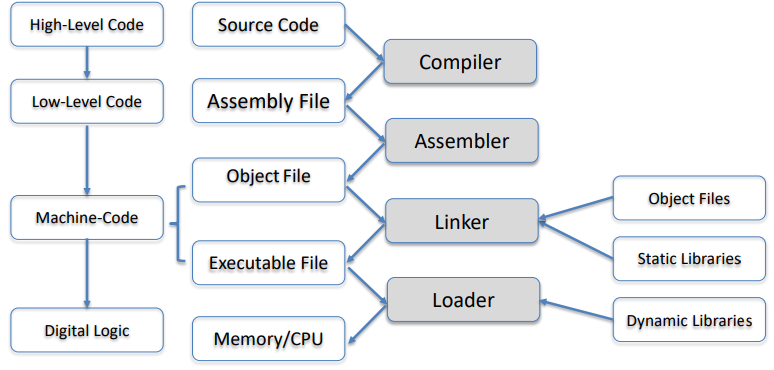 High-Level Code
Source Code
Compiler
Low-Level Code
Assembly File
Assembler
Object File
Machine-Code
Linker
Object Files
Executable File
Static Libraries
Loader
Digital Logic
Memory/CPU
Dynamic Libraries